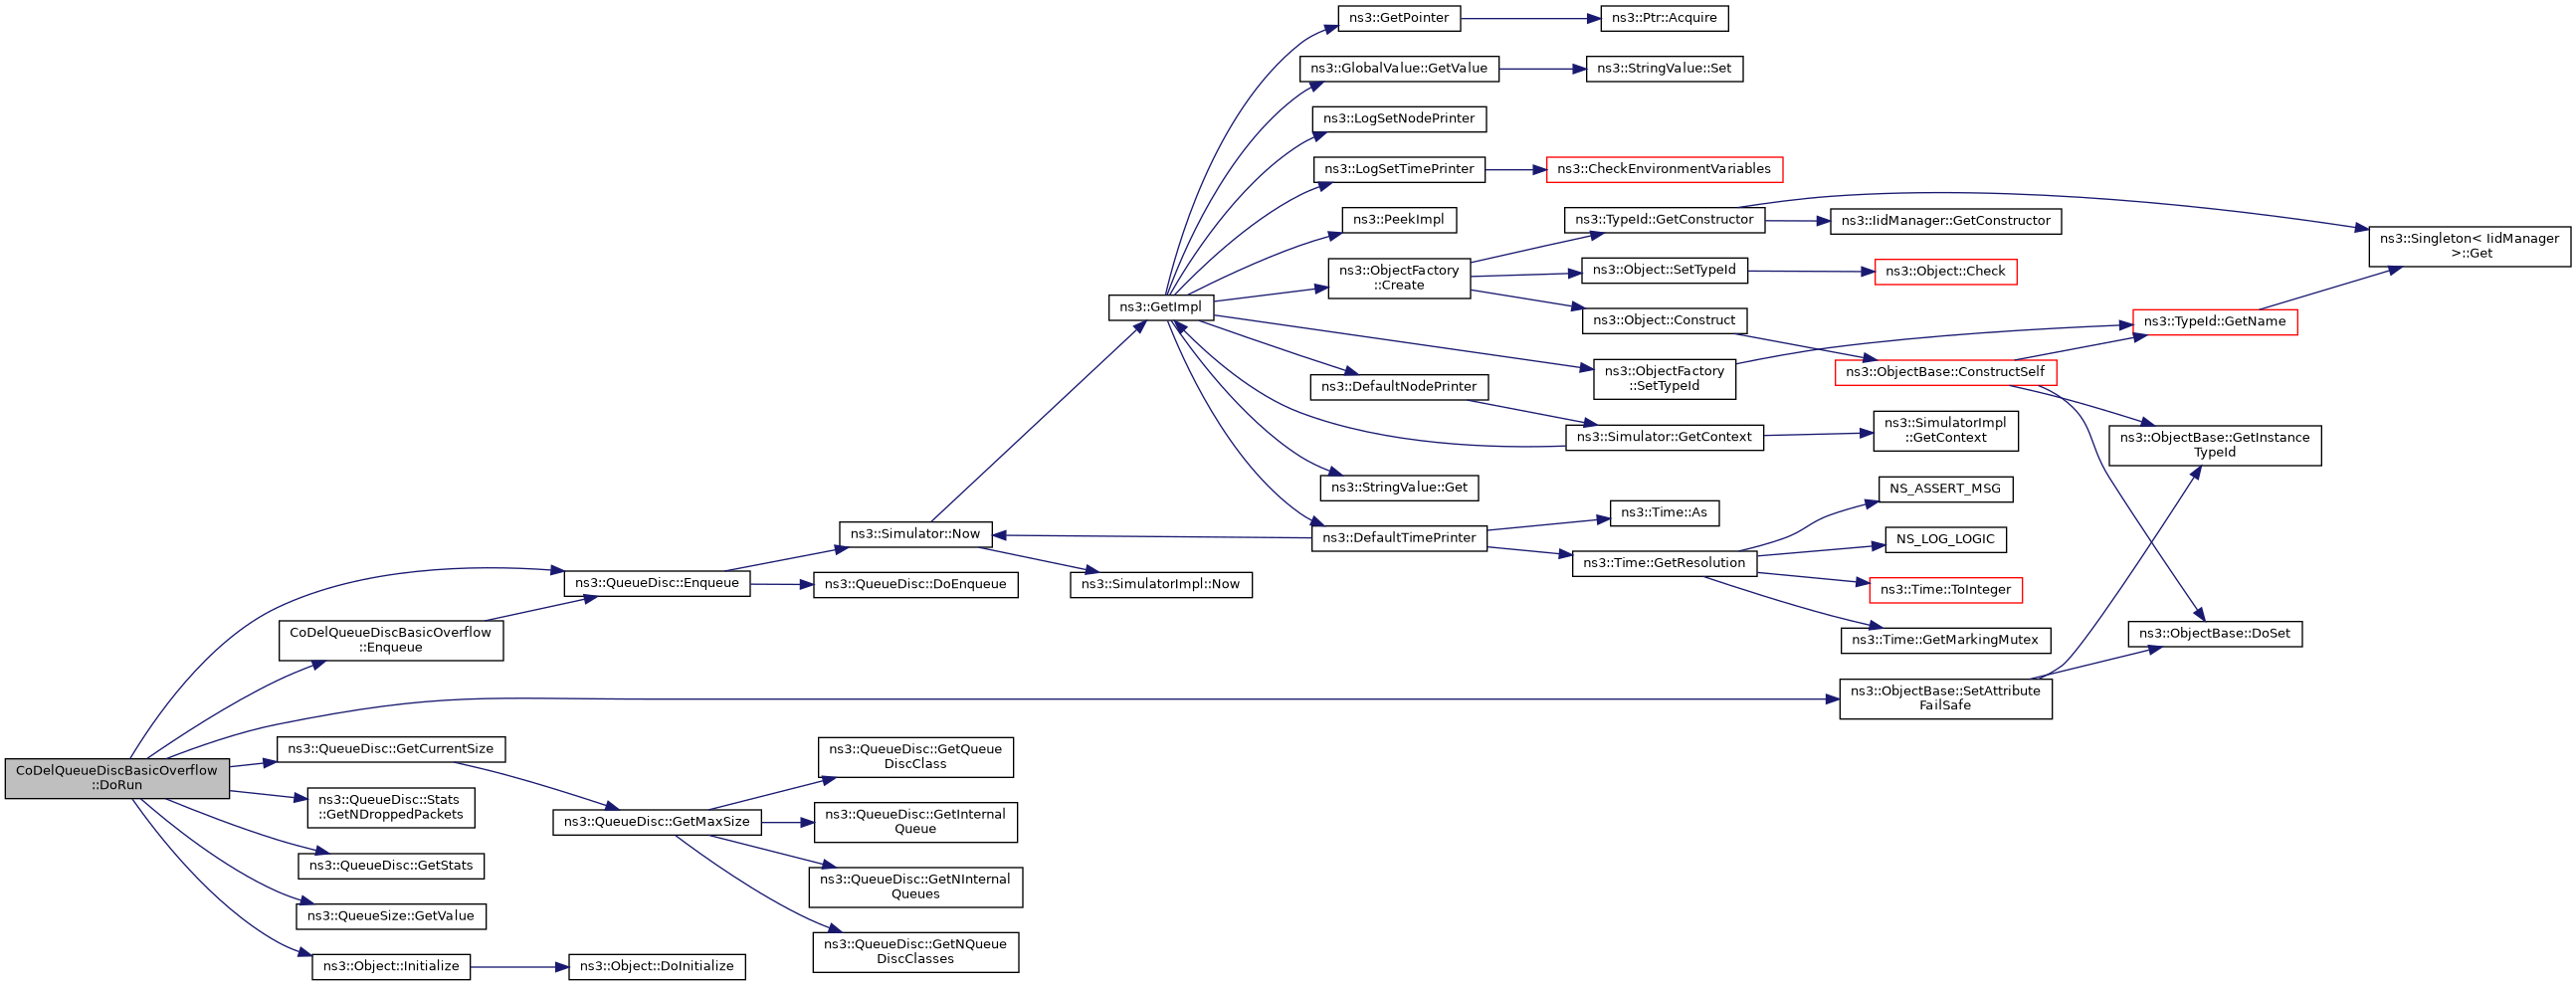 ns3::GetPointer
ns3::Ptr::Acquire
ns3::GlobalValue::GetValue
ns3::StringValue::Set
ns3::LogSetNodePrinter
ns3::LogSetTimePrinter
ns3::CheckEnvironmentVariables
ns3::PeekImpl
ns3::TypeId::GetConstructor
ns3::IidManager::GetConstructor
ns3::Singleton< IidManager
>::Get
ns3::ObjectFactory
::Create
ns3::Object::SetTypeId
ns3::Object::Check
ns3::GetImpl
ns3::Object::Construct
ns3::TypeId::GetName
ns3::ObjectFactory
::SetTypeId
ns3::ObjectBase::ConstructSelf
ns3::DefaultNodePrinter
ns3::Simulator::GetContext
ns3::SimulatorImpl
::GetContext
ns3::ObjectBase::GetInstance
TypeId
ns3::StringValue::Get
NS_ASSERT_MSG
ns3::Time::As
ns3::Simulator::Now
ns3::DefaultTimePrinter
NS_LOG_LOGIC
ns3::Time::GetResolution
ns3::QueueDisc::Enqueue
ns3::QueueDisc::DoEnqueue
ns3::SimulatorImpl::Now
ns3::Time::ToInteger
CoDelQueueDiscBasicOverflow
::Enqueue
ns3::Time::GetMarkingMutex
ns3::ObjectBase::DoSet
ns3::ObjectBase::SetAttribute
FailSafe
ns3::QueueDisc::GetCurrentSize
ns3::QueueDisc::GetQueue
DiscClass
CoDelQueueDiscBasicOverflow
::DoRun
ns3::QueueDisc::Stats
::GetNDroppedPackets
ns3::QueueDisc::GetMaxSize
ns3::QueueDisc::GetInternal
Queue
ns3::QueueDisc::GetStats
ns3::QueueDisc::GetNInternal
Queues
ns3::QueueSize::GetValue
ns3::QueueDisc::GetNQueue
DiscClasses
ns3::Object::Initialize
ns3::Object::DoInitialize